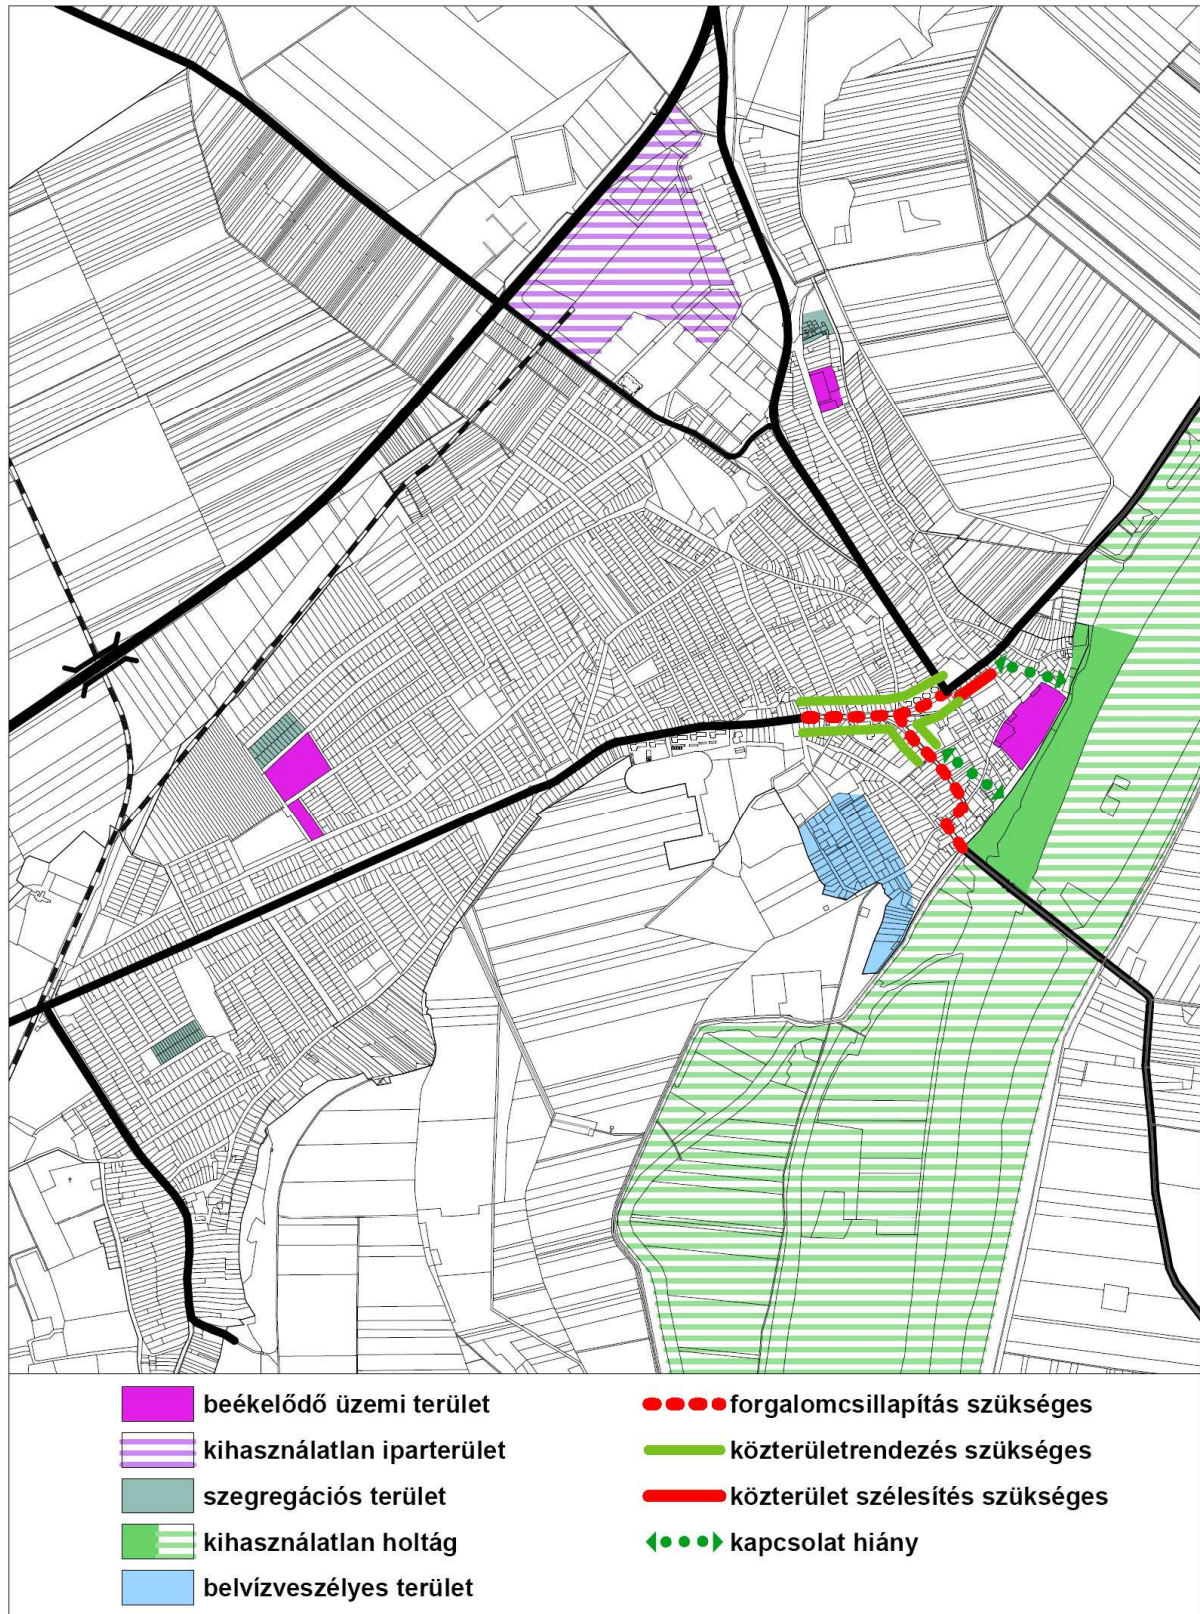 beékelődő üzemi terület
kihasználatlan iparterület
szegregációs terület
kihasználatlan holtág
belvízveszélyes terület
forgalomcsillapítás szükséges
közterületrendezés szükséges
közterület szélesítés szükséges
kapcsolat hiány